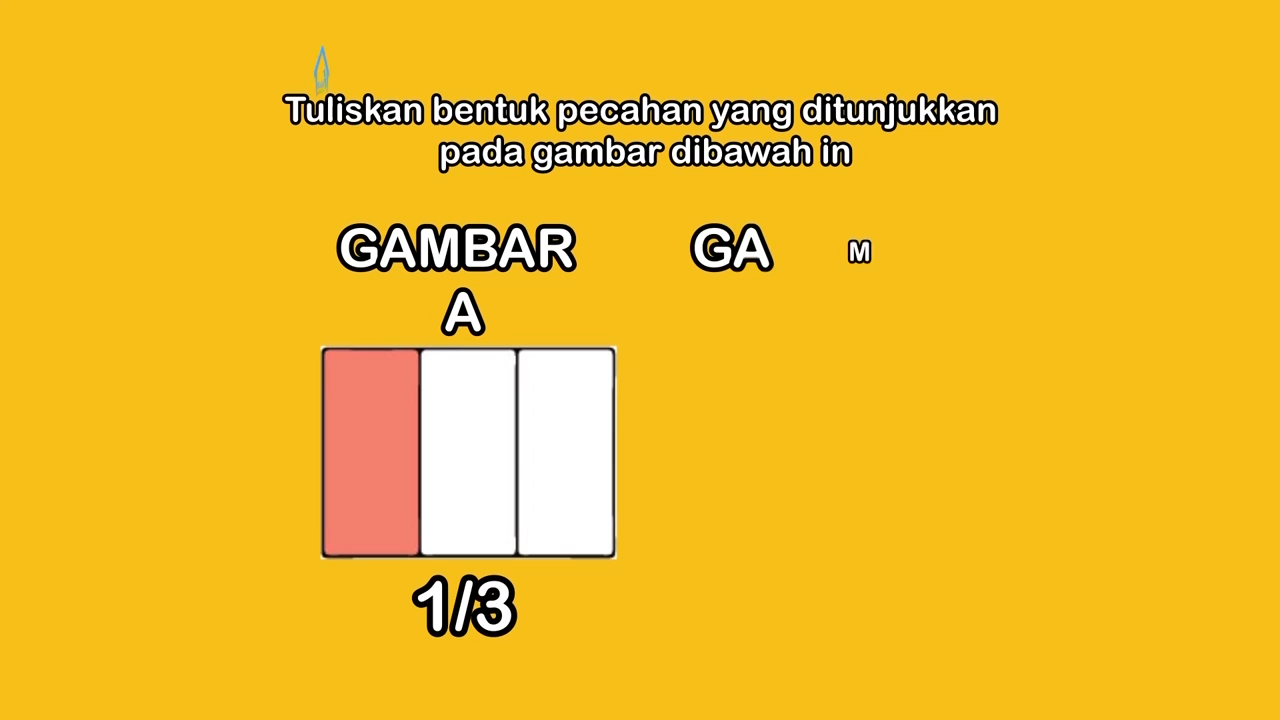 Tuliskan bentuk pecahan yang ditunjukkan
pada gambar dibawah in
GAMBAR
A
GA M
1/3